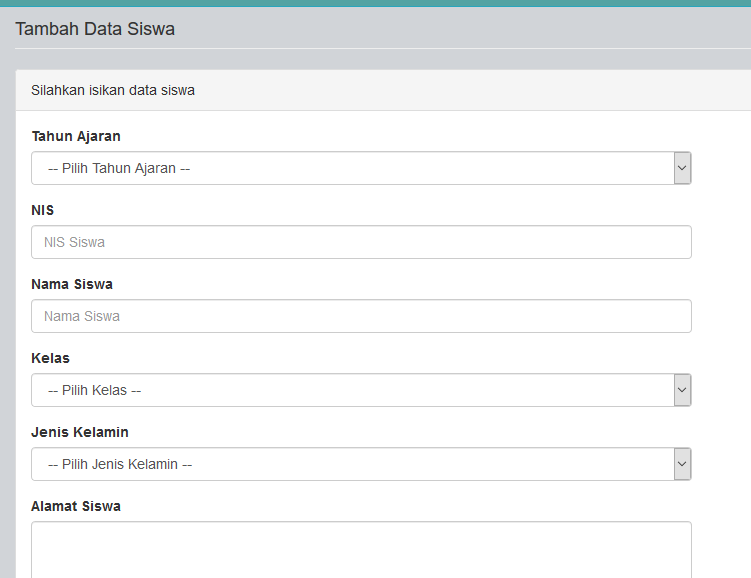 Tambah Data Siswa
Silahkan isikan data siswa
Tahun Ajaran
-- Pilih Tahun Ajaran --
NIS
NIS Siswa
Nama Siswa
Nama Siswa
Kelas
-- Pilih Kelas --
Jenis Kelamin
-- Pilih Jenis Kelamin --
Alamat Siswa